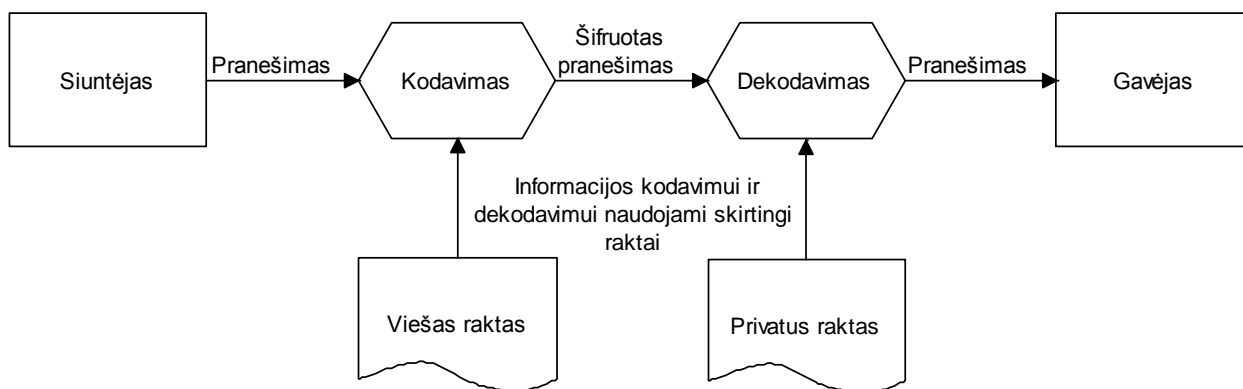 Siuntėjas
Pranešimas
Kodavimas
Šifruotas
pranešimas
Dekodavimas
Pranešimas
Gavėjas
Informacijos kodavimui ir
dekodavimui naudojami skirtingi
raktai
Viešas raktas
Privatus raktas